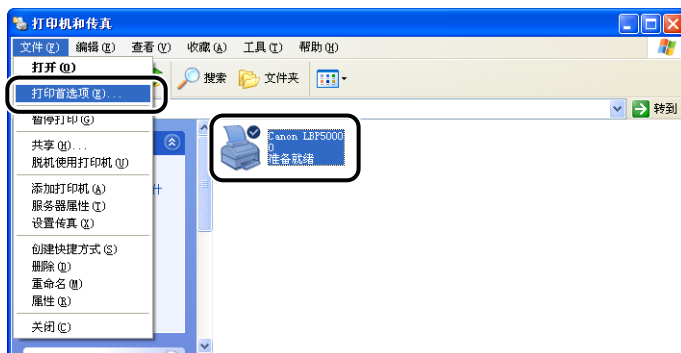 打印机和传真
文件(F) 编辑(E) 查看(V) 收藏(A) 工具(T) 帮助(H)
搜索 文件夹
转到
打开(O)
打印首选项(E)...
暂停打印(G)
共享(H)...
脱机使用打印机(U)
添加打印机(A)
服务器属性(T)
设置传真(X)
创建快捷方式(S)
删除(D)
重命名(M)
属性(R)
关闭(C)
什
Canon LBP5000
0
准备就绪